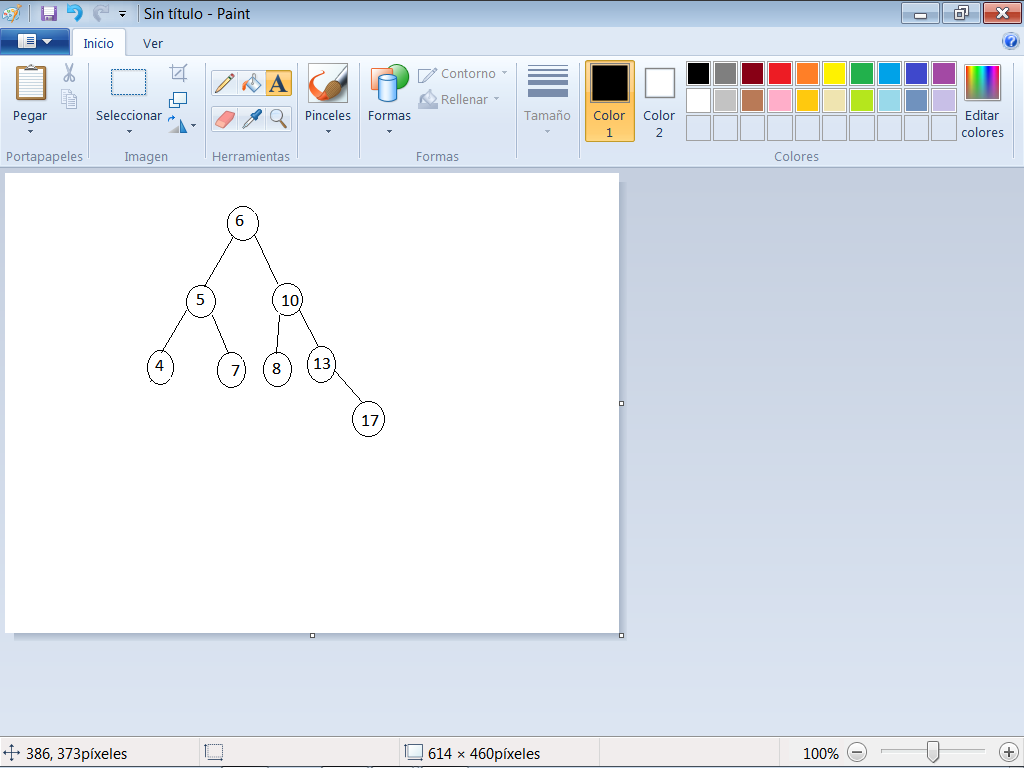 Sin título - Paint
Inicio Ver
Pegar
Portapapeles
Seleccionar
Imagen
A
Herramientas
Pinceles
Formas
Contorno
Rellenar
Formas
Tamaño
Color
1
Color
2
Editar
colores
Colores
6
5 10
4 7 8 13
17
386, 373píxeles
614 × 460píxeles
100%